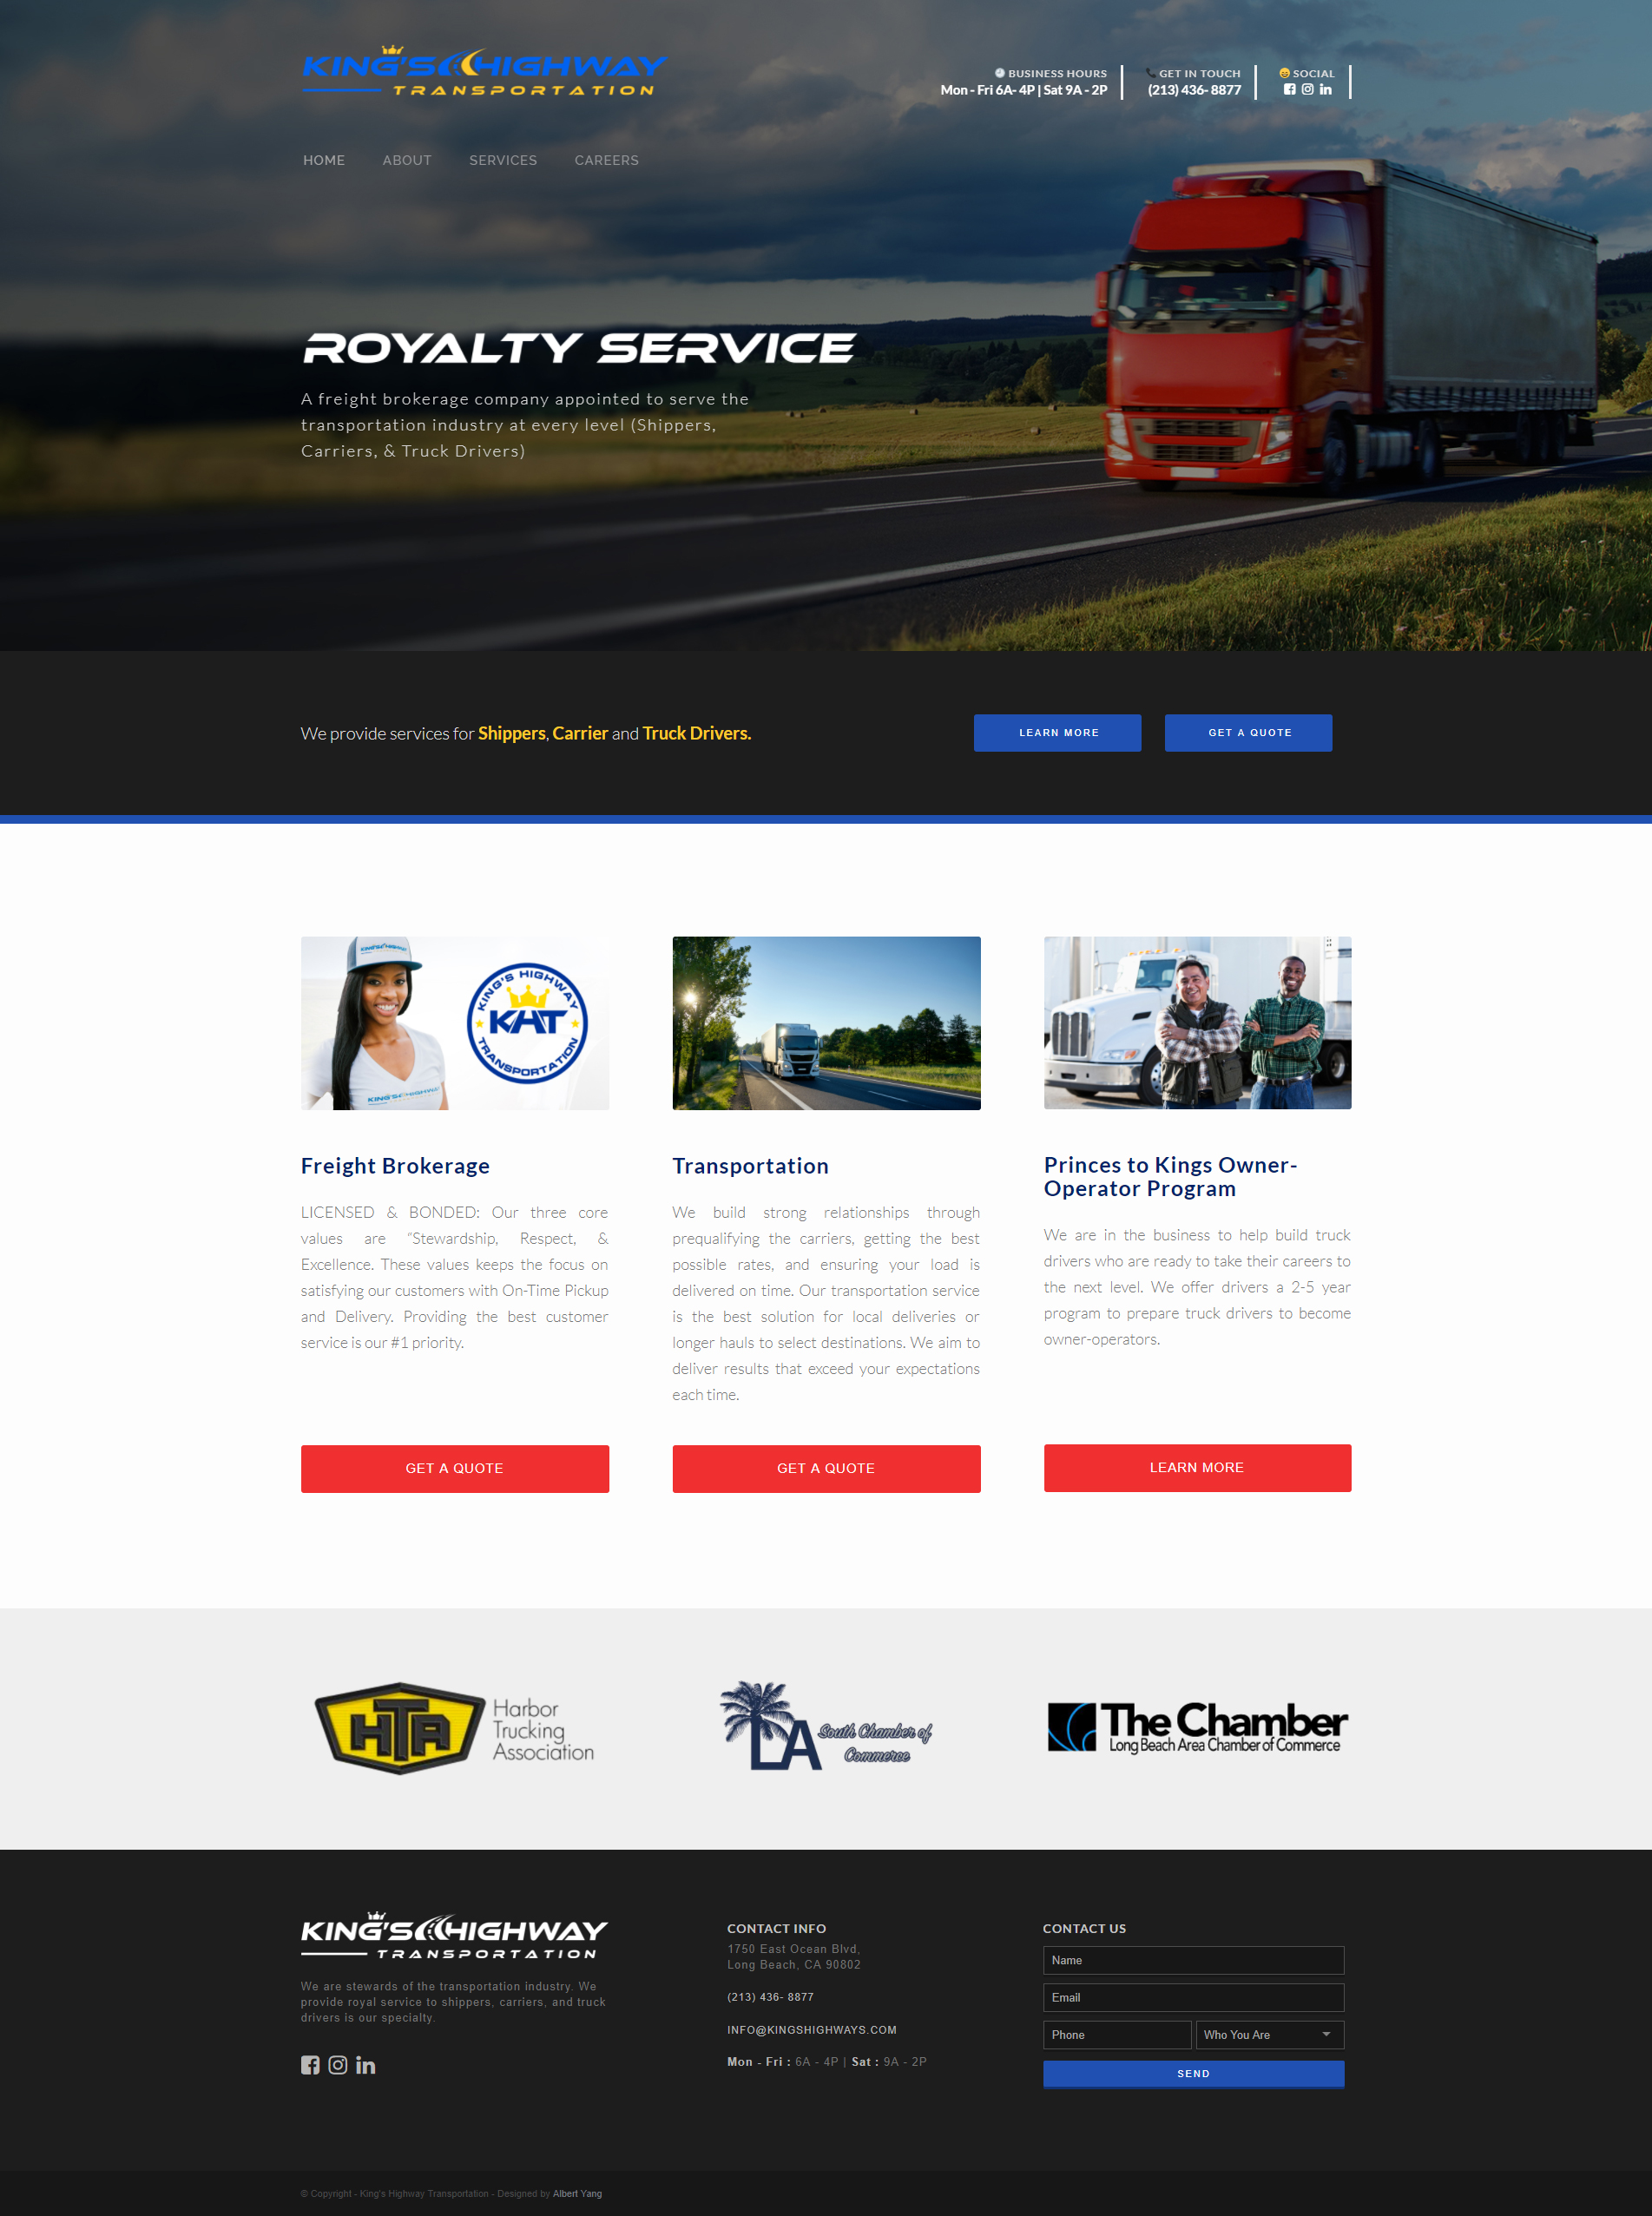 KING'S HIGHWAY
TRANSPORTATION
BUSINESS HOURS
Mon - Fri 6A- 4P | Sat 9A - 2P
GET IN TOUCH
(213) 436- 8877
SOCIAL
HOME ABOUT SERVICES CAREERS
ROYALTY SERVICE
A freight brokerage company appointed to serve the
transportation industry at every level (Shippers,
Carriers, & Truck Drivers)
We provide services for Shippers, Carrier and Truck Drivers.
LEARN MORE
GET A QUOTE
KING'S HIGHWAY
KING'S HIGHWAY
KHT
TRANSPORTATION
KING'S HIGHWAY
Freight Brokerage
LICENSED & BONDED: Our three core
values are “Stewardship, Respect, &
Excellence. These values keeps the focus on
satisfying our customers with On-Time Pickup
and Delivery. Providing the best customer
service is our #1 priority.
GET A QUOTE
Transportation
We build strong relationships through
prequalifying the carriers, getting the best
possible rates, and ensuring your load is
delivered on time. Our transportation service
is the best solution for local deliveries or
longer hauls to select destinations. We aim to
deliver results that exceed your expectations
each time.
GET A QUOTE
Princes to Kings Owner-
Operator Program
We are in the business to help build truck
drivers who are ready to take their careers to
the next level. We offer drivers a 2-5 year
program to prepare truck drivers to become
owner-operators.
LEARN MORE
HTA
Harbor
Trucking
Association
LA
South Chamber of
Commerce
The Chamber
Long Beach Area Chamber of Commerce
KING'S HIGHWAY
TRANSPORTATION
We are stewards of the transportation industry. We
provide royal service to shippers, carriers, and truck
drivers is our specialty.
CONTACT INFO
1750 East Ocean Blvd,
Long Beach, CA 90802
(213) 436- 8877
INFO@KINGSHIGHWAYS.COM
Mon - Fri : 6A - 4P | Sat : 9A - 2P
CONTACT US
Name
Email
Phone
Who You Are
SEND
© Copyright - King's Highway Transportation - Designed by Albert Yang